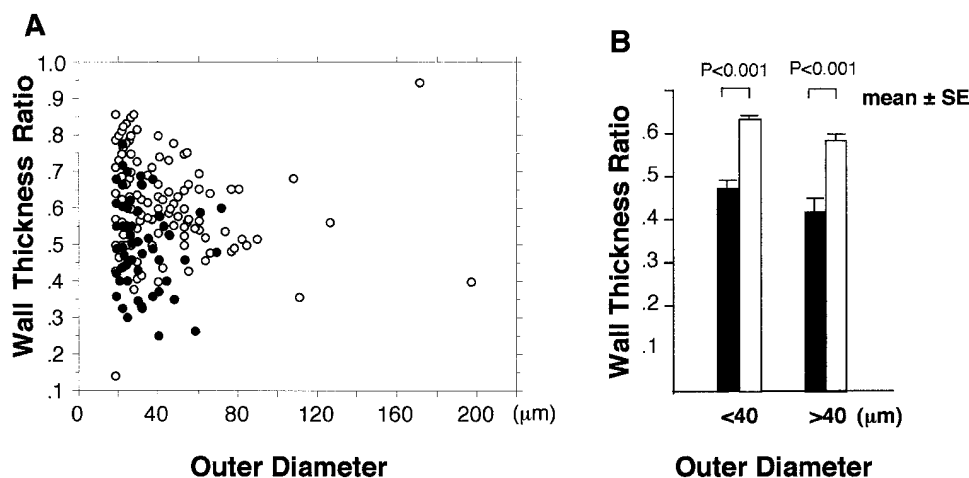 A
Wall Thickness Ratio
1.0
.9
.8
.7
.6
.5
.4
.3
.2
.1
0 40 80 120 160 200 (μm)
Outer Diameter
B
P<0.001 P<0.001
mean ± SE
Wall Thickness Ratio
.6
.5
.4
.3
.2
.1
<40 >40 (μm)
Outer Diameter